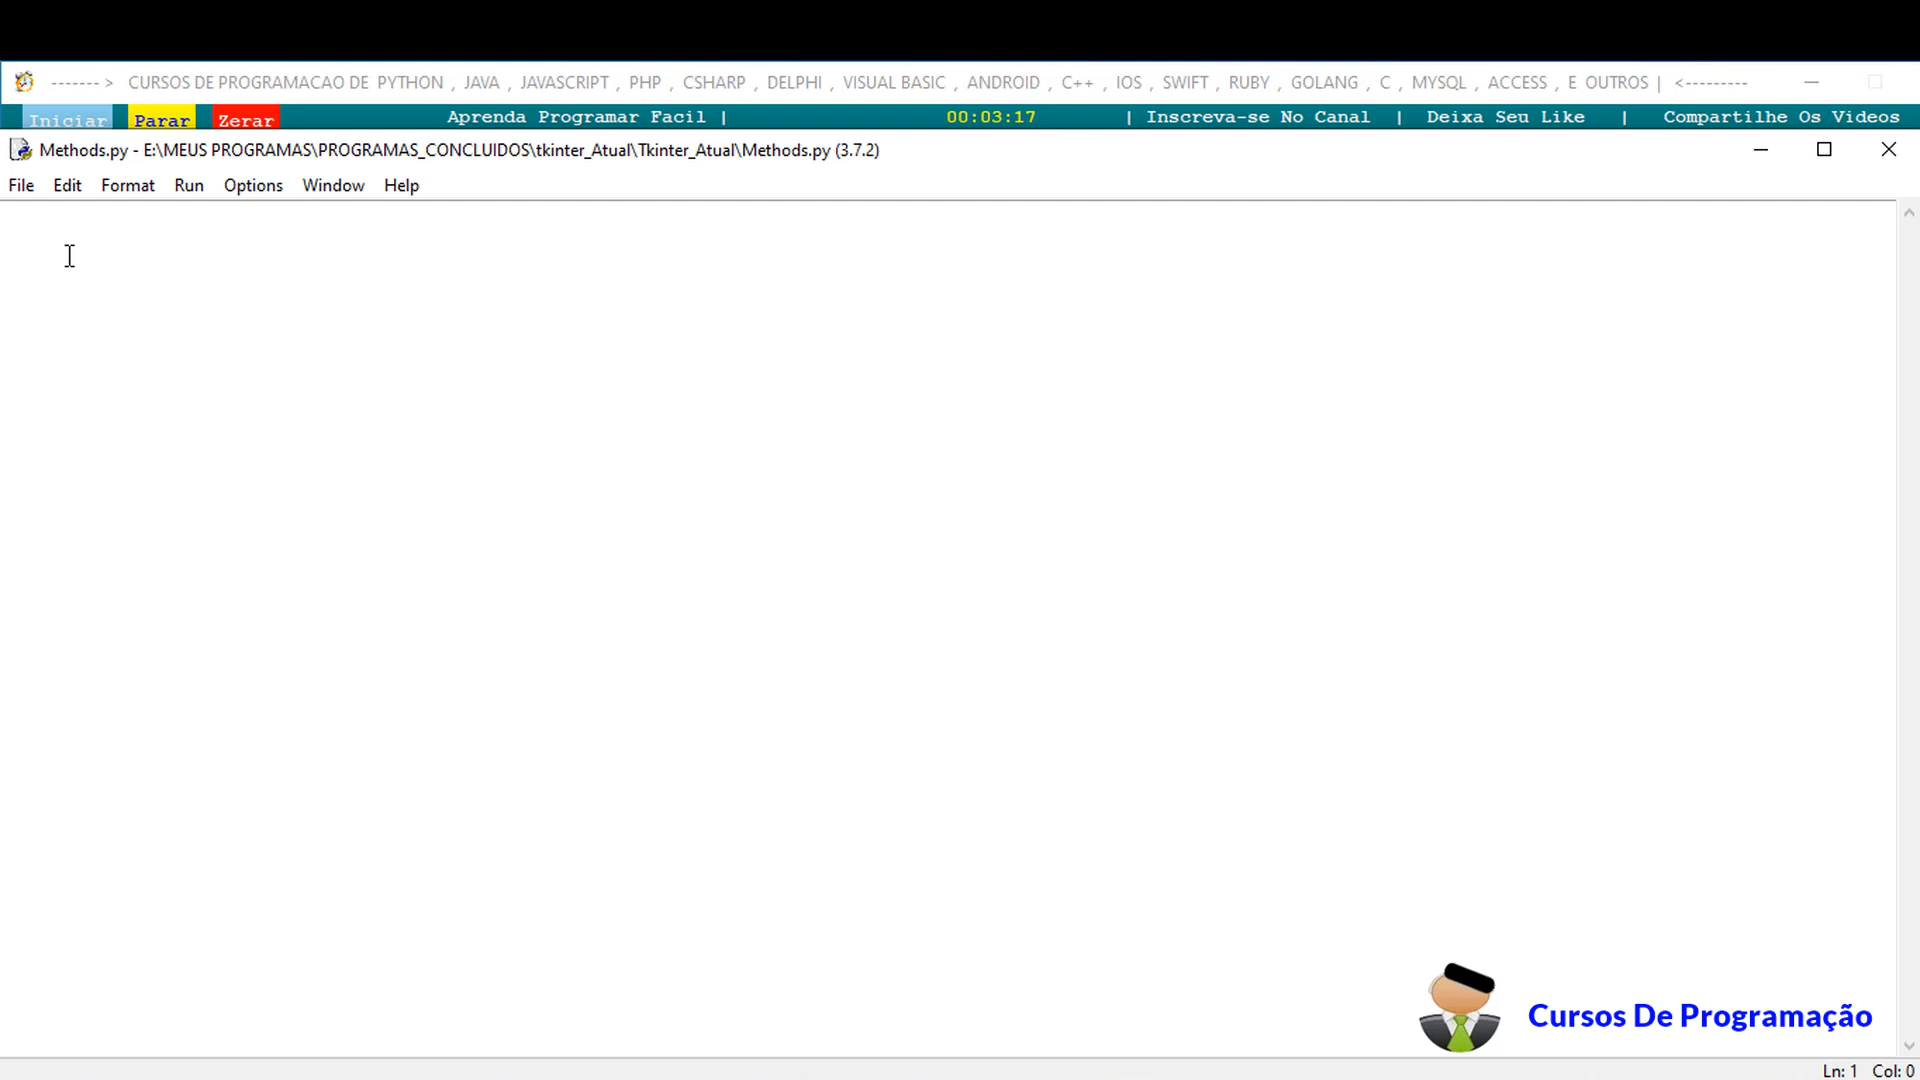 ------- > CURSOS DE PROGRAMACAO DE PYTHON , JAVA , JAVASCRIPT , PHP , CSHARP , DELPHI , VISUAL BASIC , ANDROID , C++ , IOS , SWIFT , RUBY , GOLANG , C , MYSQL , ACCESS , E OUTROS | <---------
Iniciar Parar Zerar Aprenda Programar Facil | 00:03:17 | Inscreva-se No Canal | Deixa Seu Like | Compartilhe Os Videos
Methods.py - E:\MEUS PROGRAMAS\PROGRAMAS_CONCLUIDOS\tkinter_Atual\Tkinter_Atual\Methods.py (3.7.2)
File Edit Format Run Options Window Help
Cursos De Programação
Ln: 1 Col: 0